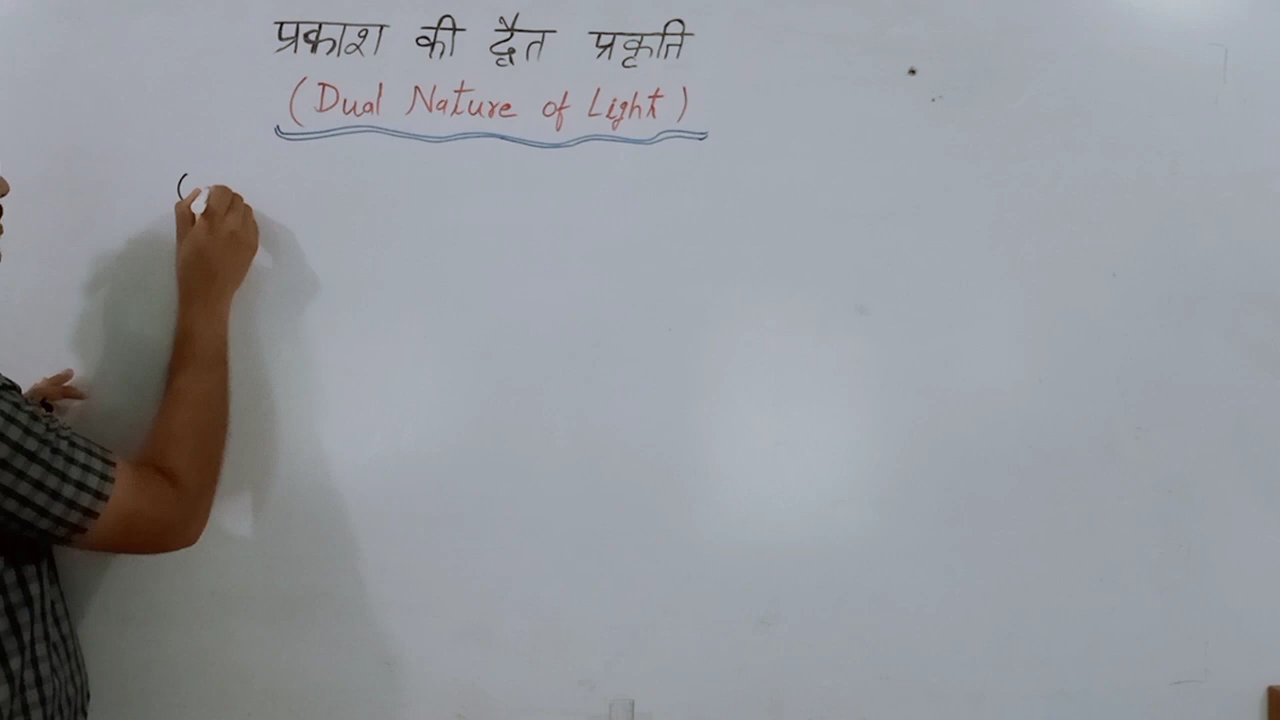 प्रकाश की द्वैत प्रकृति
(Dual Nature of Light)
(